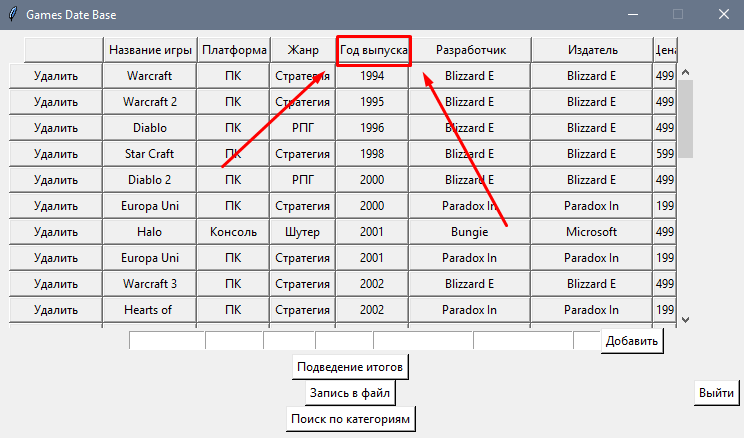 Games Date Base
Название игры Платформа Жанр Год выпуска Разработчик Издатель Цена
Удалить Warcraft ПК Стратегия 1994 Blizzard E Blizzard E 499
Удалить Warcraft 2 ПК Стратегия 1995 Blizzard E Blizzard E 499
Удалить Diablo ПК РПГ 1996 Blizzard E Blizzard E 499
Удалить Star Craft ПК Стратегия 1998 Blizzard E Blizzard E 599
Удалить Diablo 2 ПК РПГ 2000 Blizzard E Blizzard E 499
Удалить Europa Uni ПК Стратегия 2000 Paradox In Paradox In 199
Удалить Halo Консоль Шутер 2001 Bungie Microsoft 499
Удалить Europa Uni ПК Стратегия 2001 Paradox In Paradox In 199
Удалить Warcraft 3 ПК Стратегия 2002 Blizzard E Blizzard E 499
Удалить Hearts of ПК Стратегия 2002 Paradox In Paradox In 199
Добавить
Подведение итогов
Запись в файл Выйти
Поиск по категориям